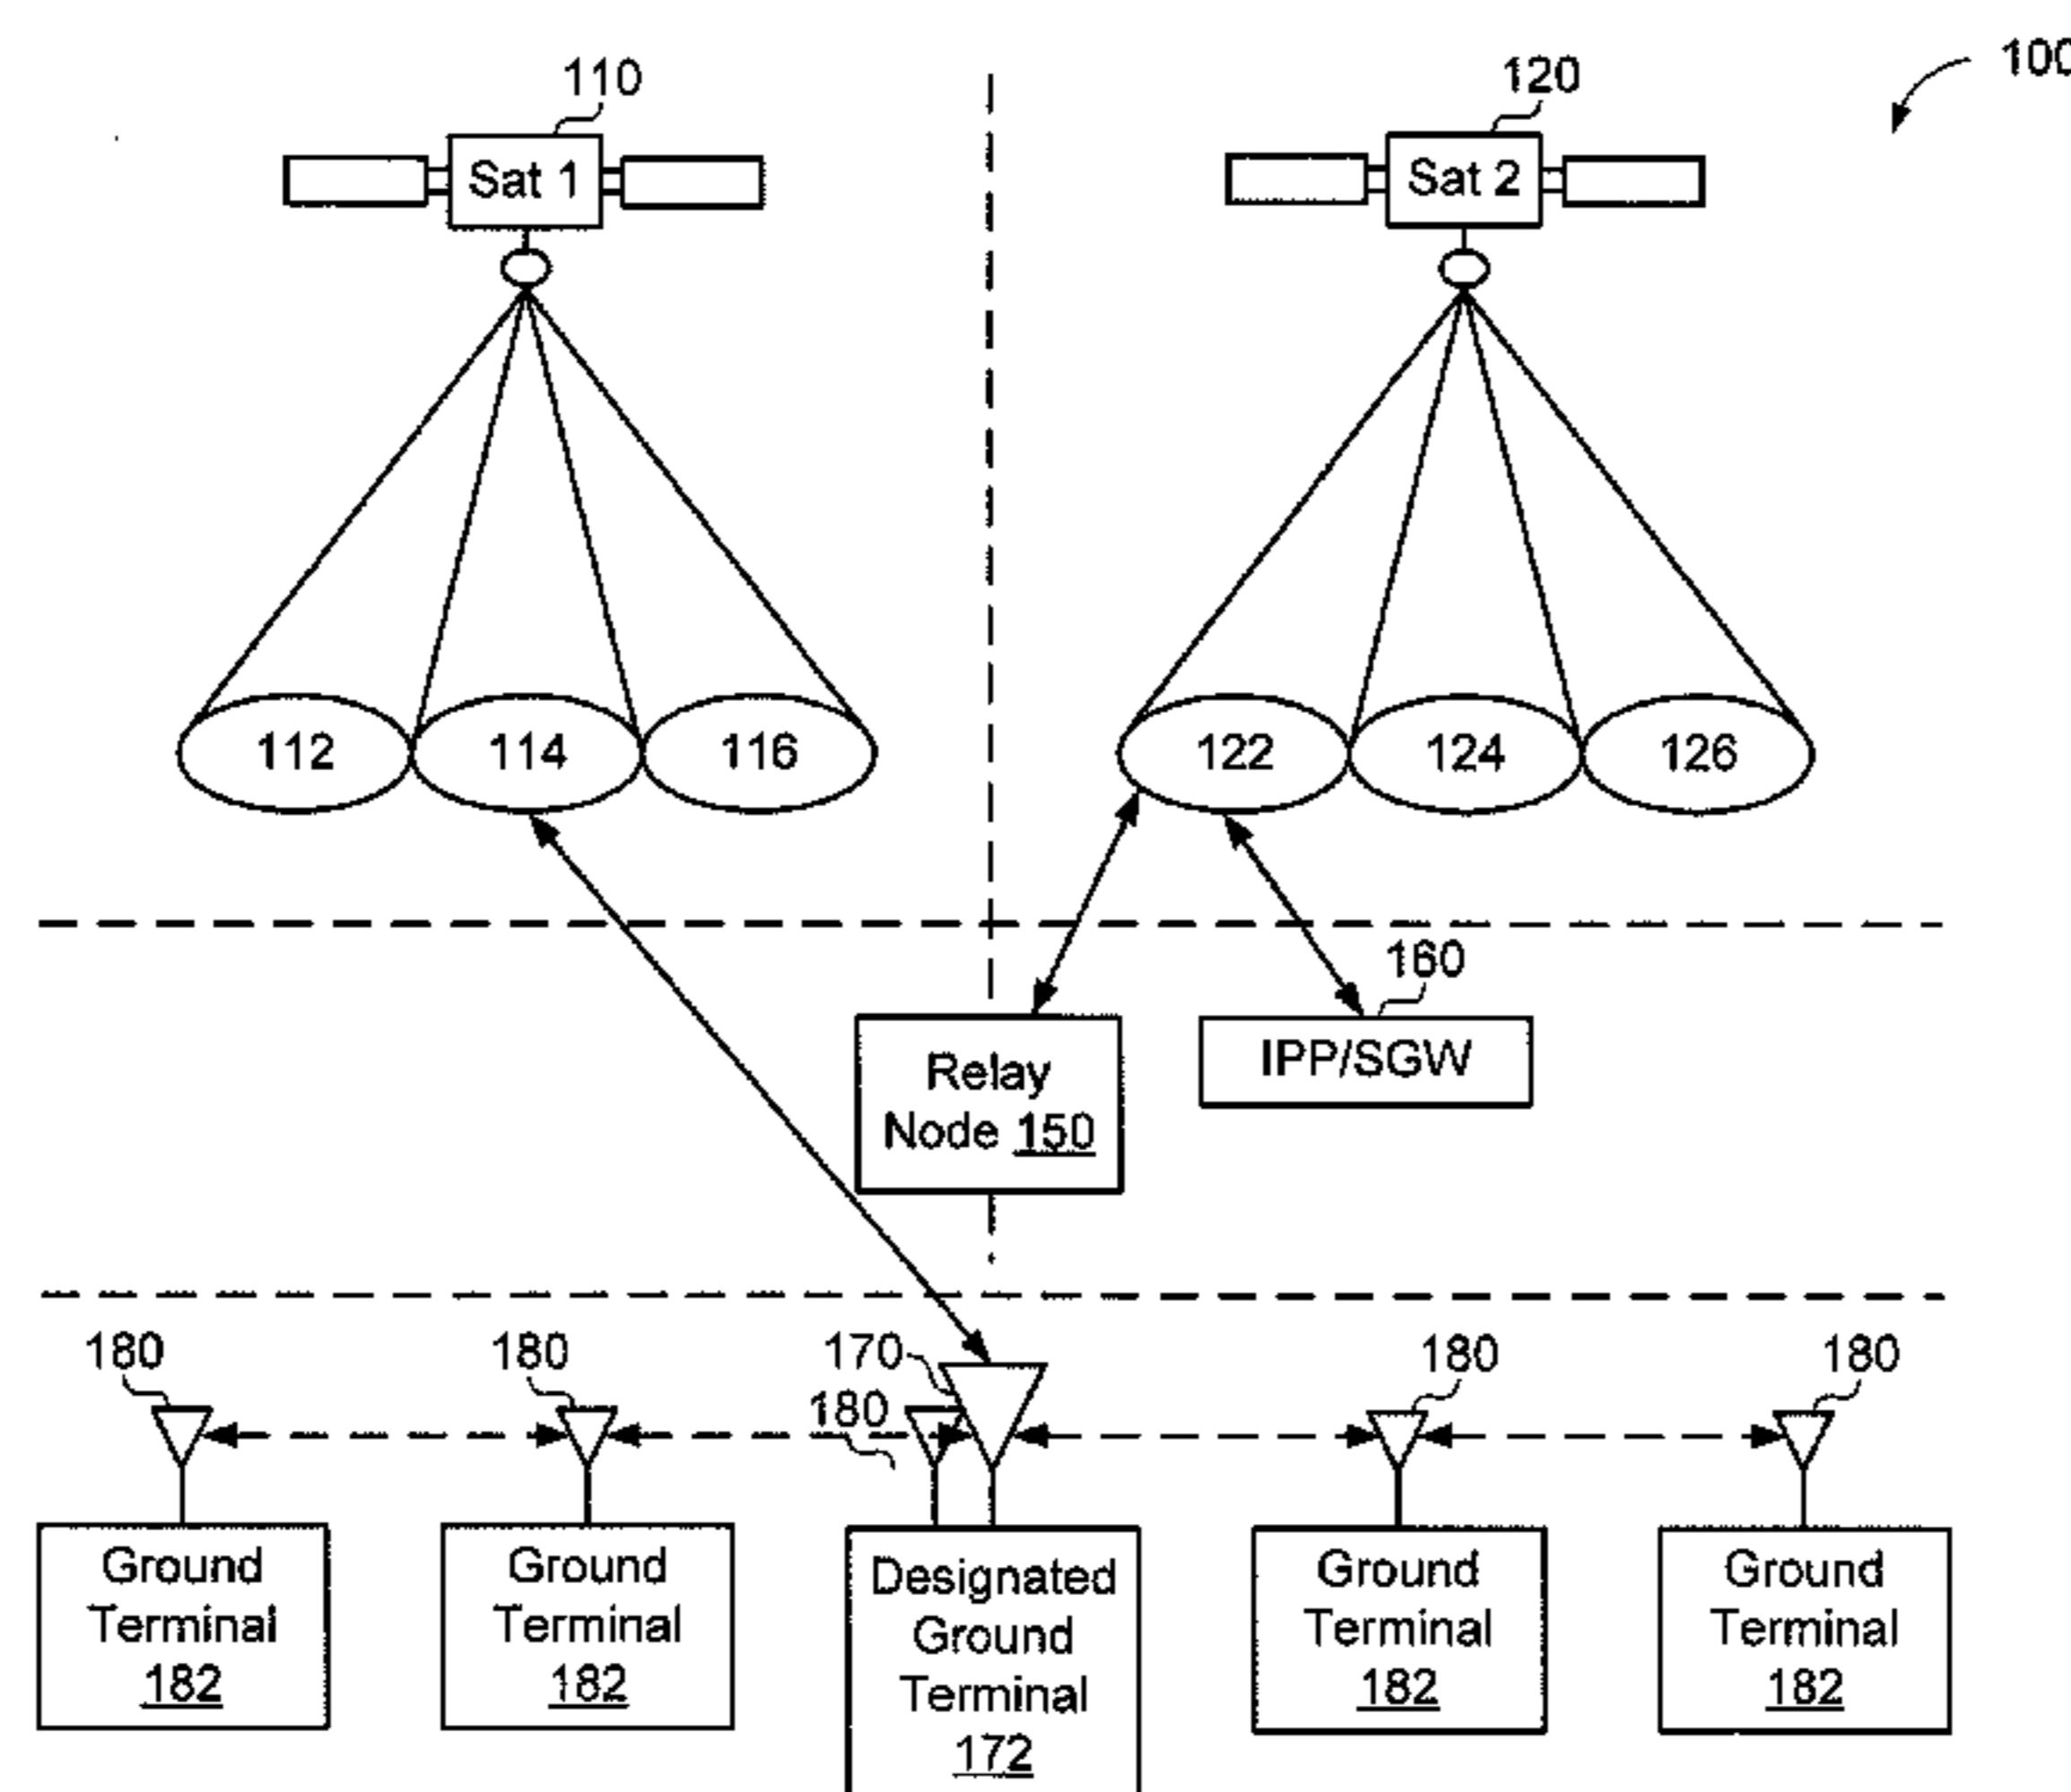 110
120
100
Sat 1
Sat 2
112
114
116
122
124
126
160
Relay
Node 150
IPP/SGW
180
180
170
180
180
180
Ground
Terminal
182
Ground
Terminal
182
Designated
Ground
Terminal
172
Ground
Terminal
182
Ground
Terminal
182